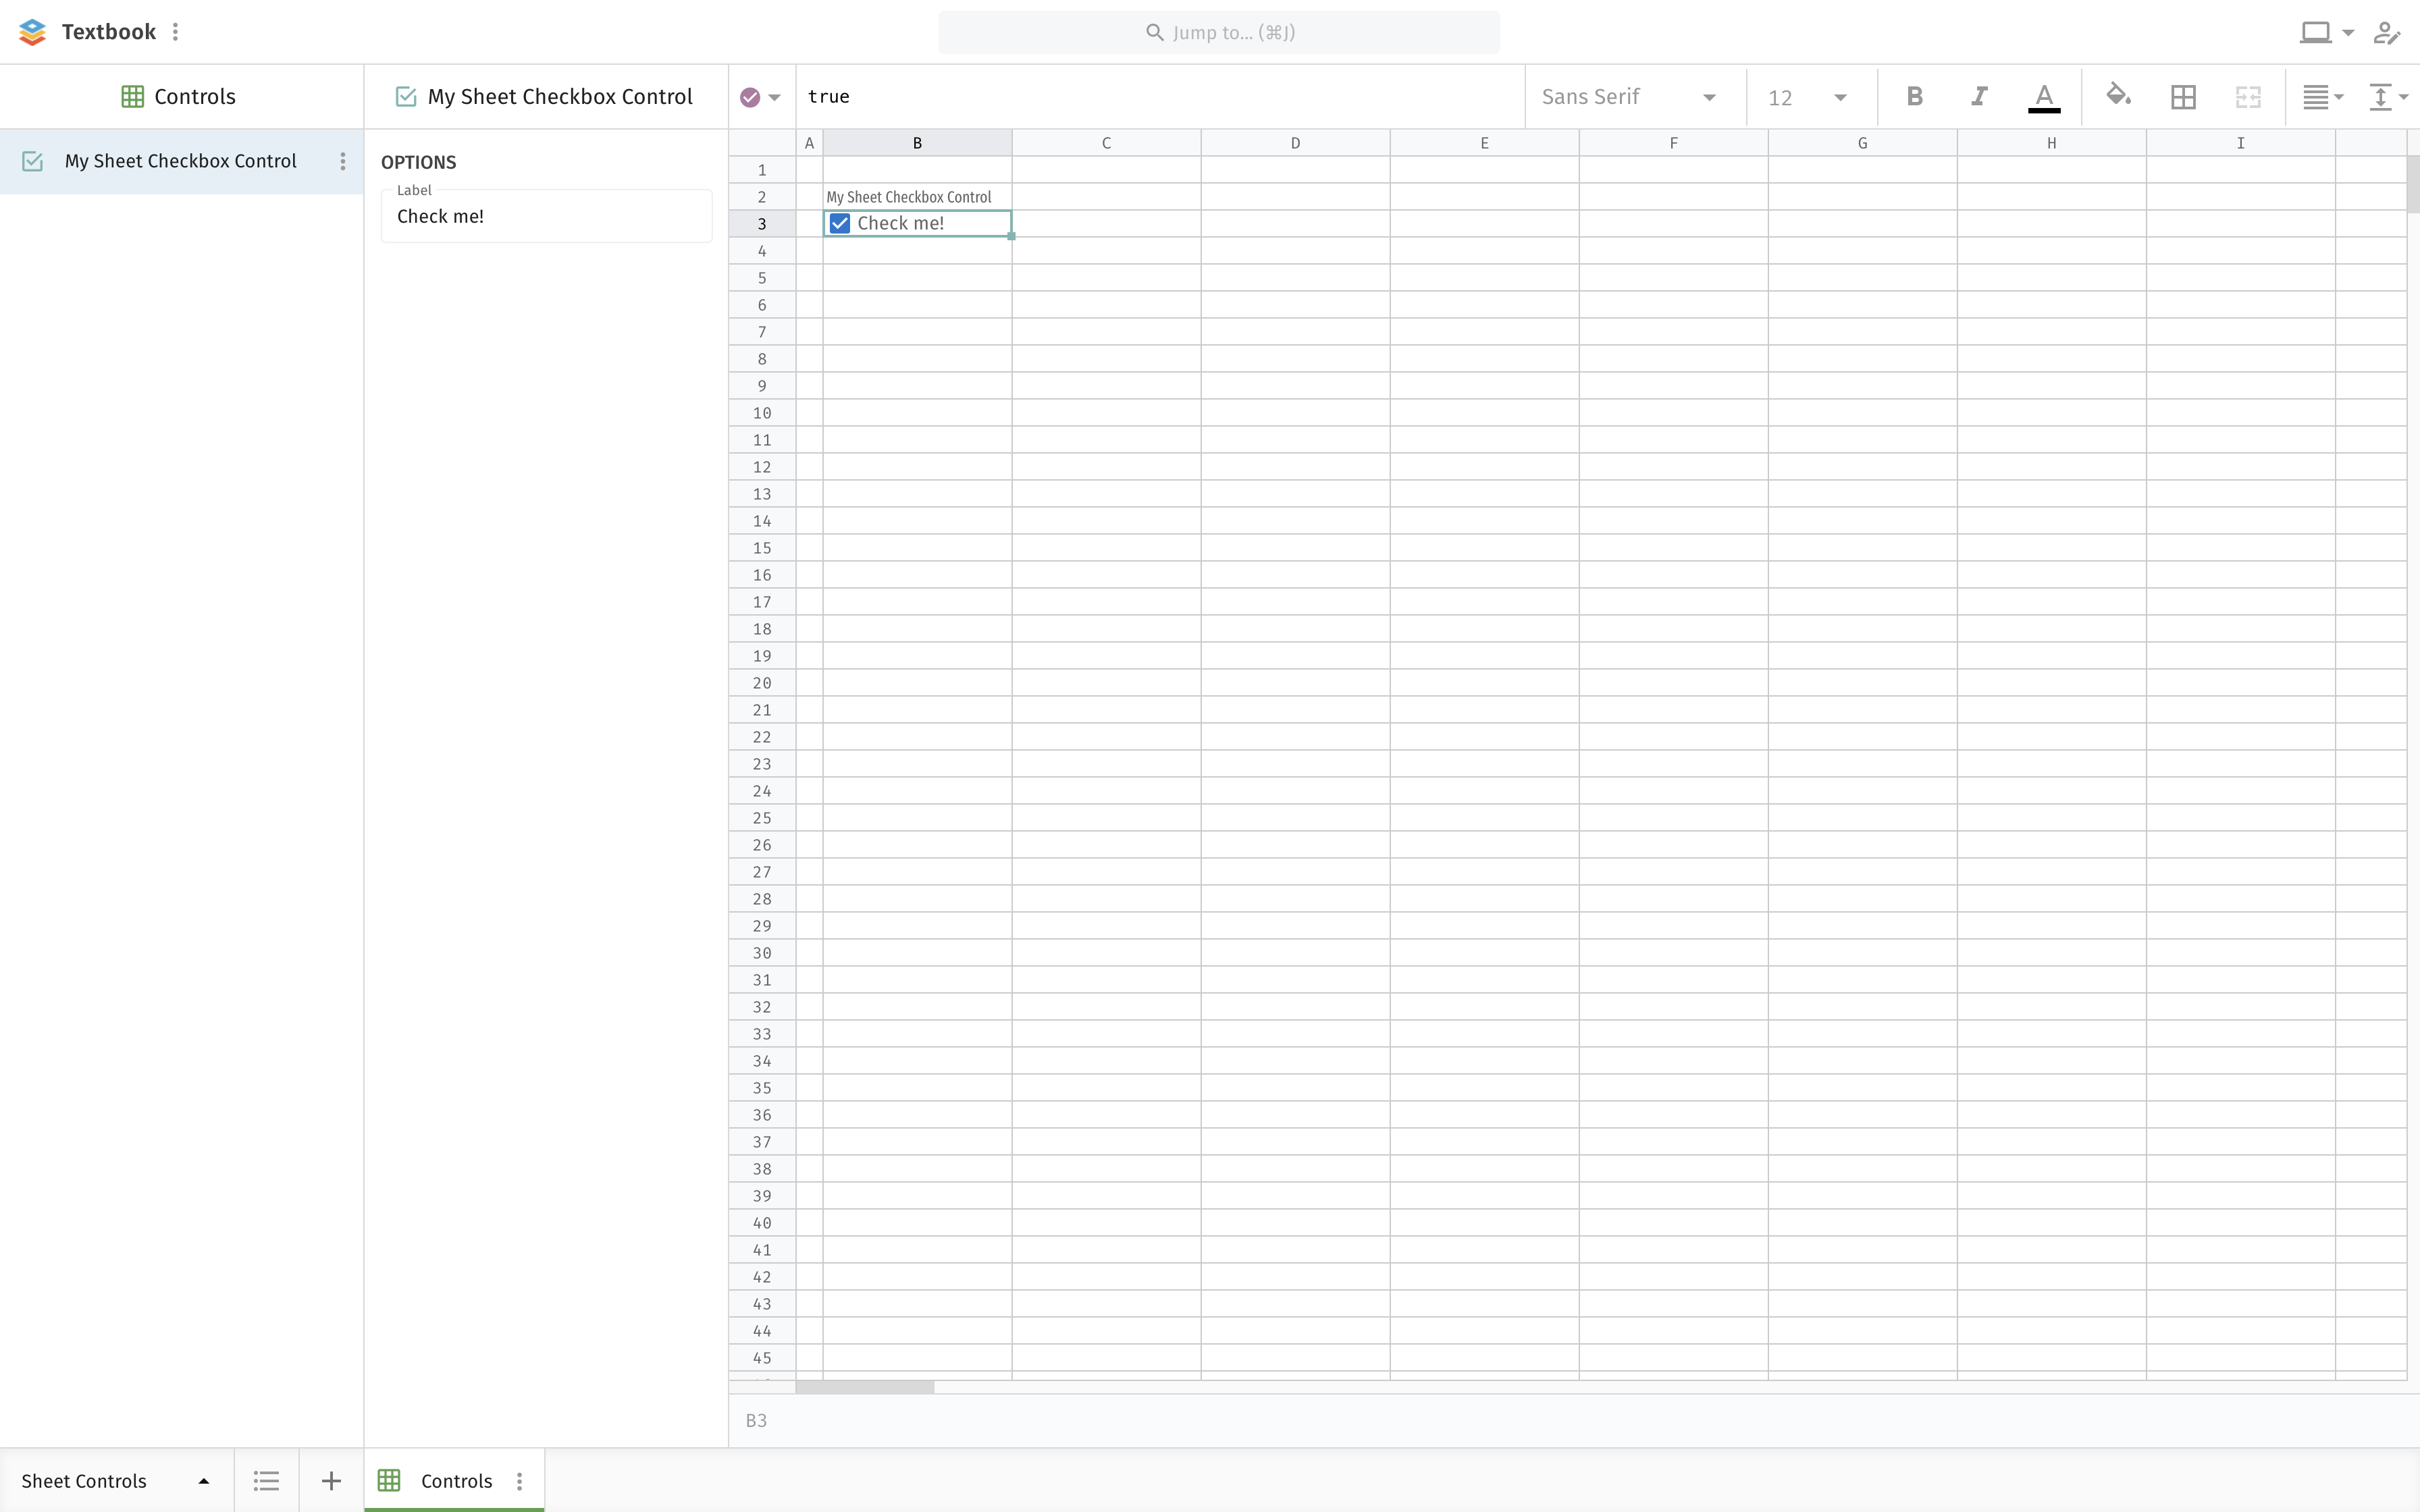 Textbook
Jump to... (⌘J)
Controls
My Sheet Checkbox Control
true
Sans Serif
12
B
I
A
My Sheet Checkbox Control
OPTIONS
Label
Check me!
A B C D E F G H I
1
2 My Sheet Checkbox Control
3 Check me!
4
5
6
7
8
9
10
11
12
13
14
15
16
17
18
19
20
21
22
23
24
25
26
27
28
29
30
31
32
33
34
35
36
37
38
39
40
41
42
43
44
45
B3
Sheet Controls
Controls